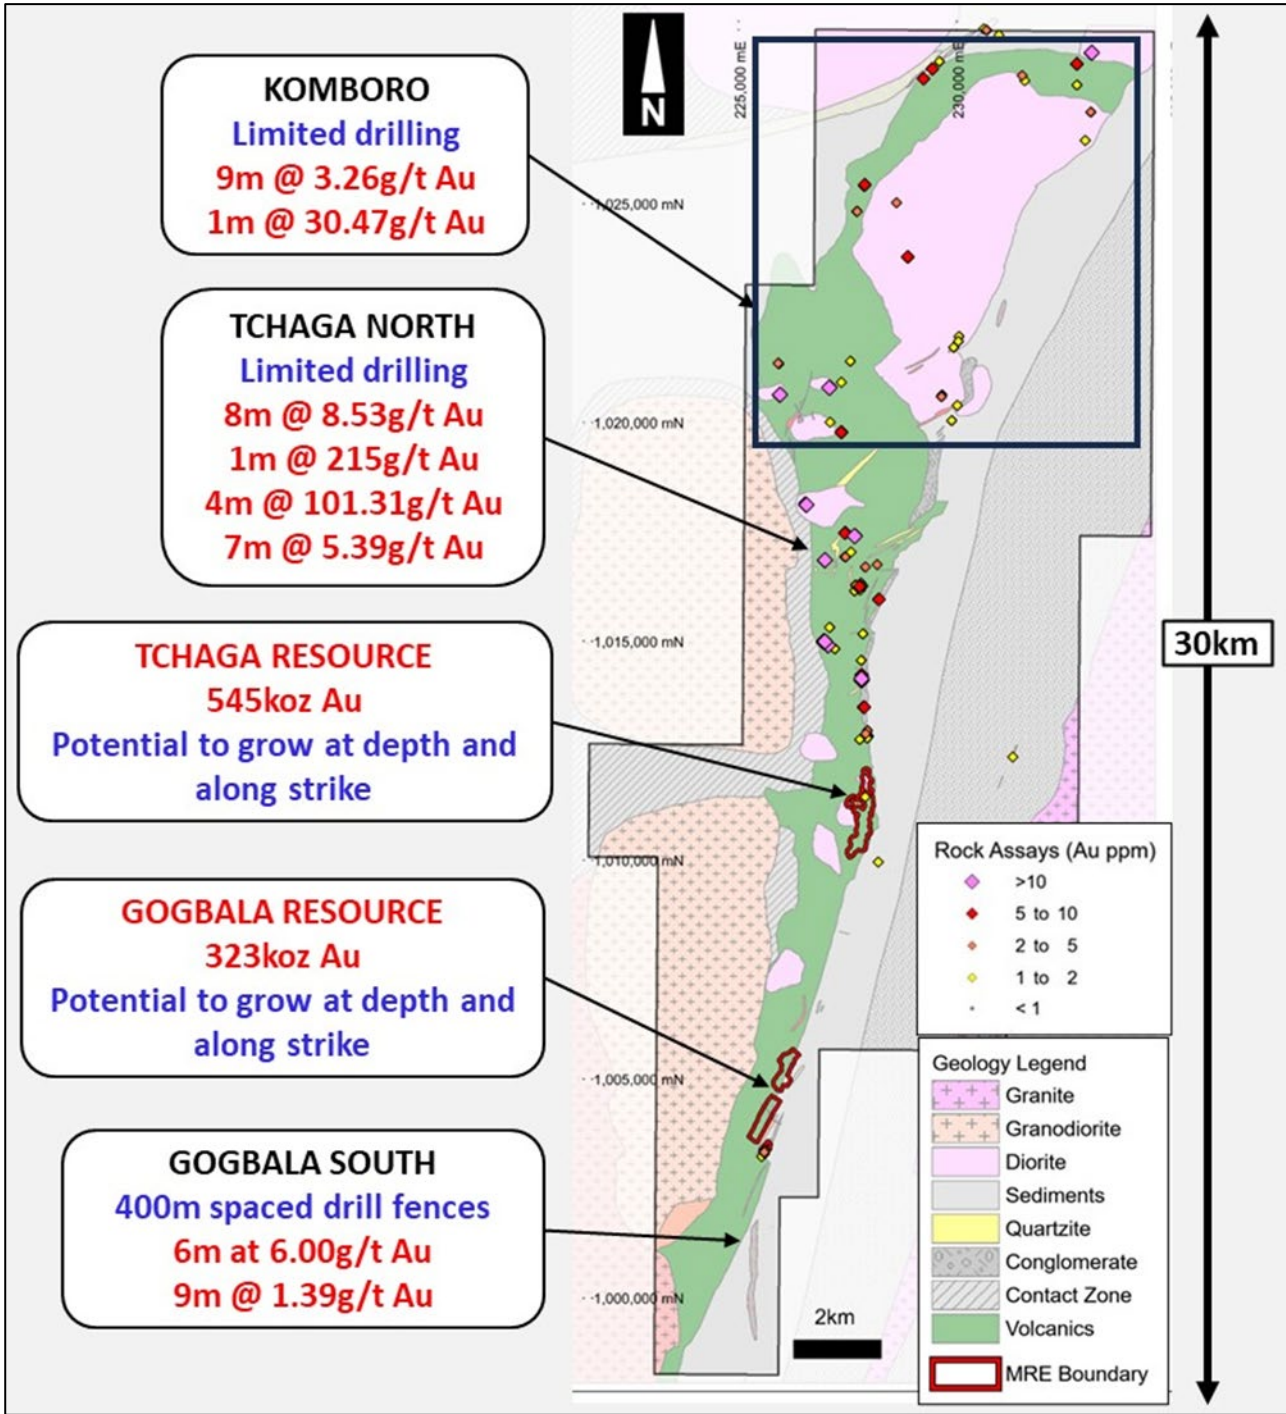 KOMBORO
Limited drilling
9m @ 3.26g/t Au
1m @ 30.47g/t Au
TCHAGA NORTH
Limited drilling
8m @ 8.53g/t Au
1m @ 215g/t Au
4m @ 101.31g/t Au
7m @ 5.39g/t Au
TCHAGA RESOURCE
545koz Au
Potential to grow at depth and
along strike
GOGBALA RESOURCE
323koz Au
Potential to grow at depth and
along strike
GOGBALA SOUTH
400m spaced drill fences
6m at 6.00g/t Au
9m @ 1.39g/t Au
N
225,000 mE
230,000 mE
1,025,000 mN
1,020,000 mN
1,015,000 mN
1,010,000 mN
1,005,000 mN
1,000,000 mN
2km
30km
Rock Assays (Au ppm)
>10
5 to 10
2 to 5
1 to 2
< 1
Geology Legend
Granite
Granodiorite
Diorite
Sediments
Quartzite
Conglomerate
Contact Zone
Volcanics
MRE Boundary